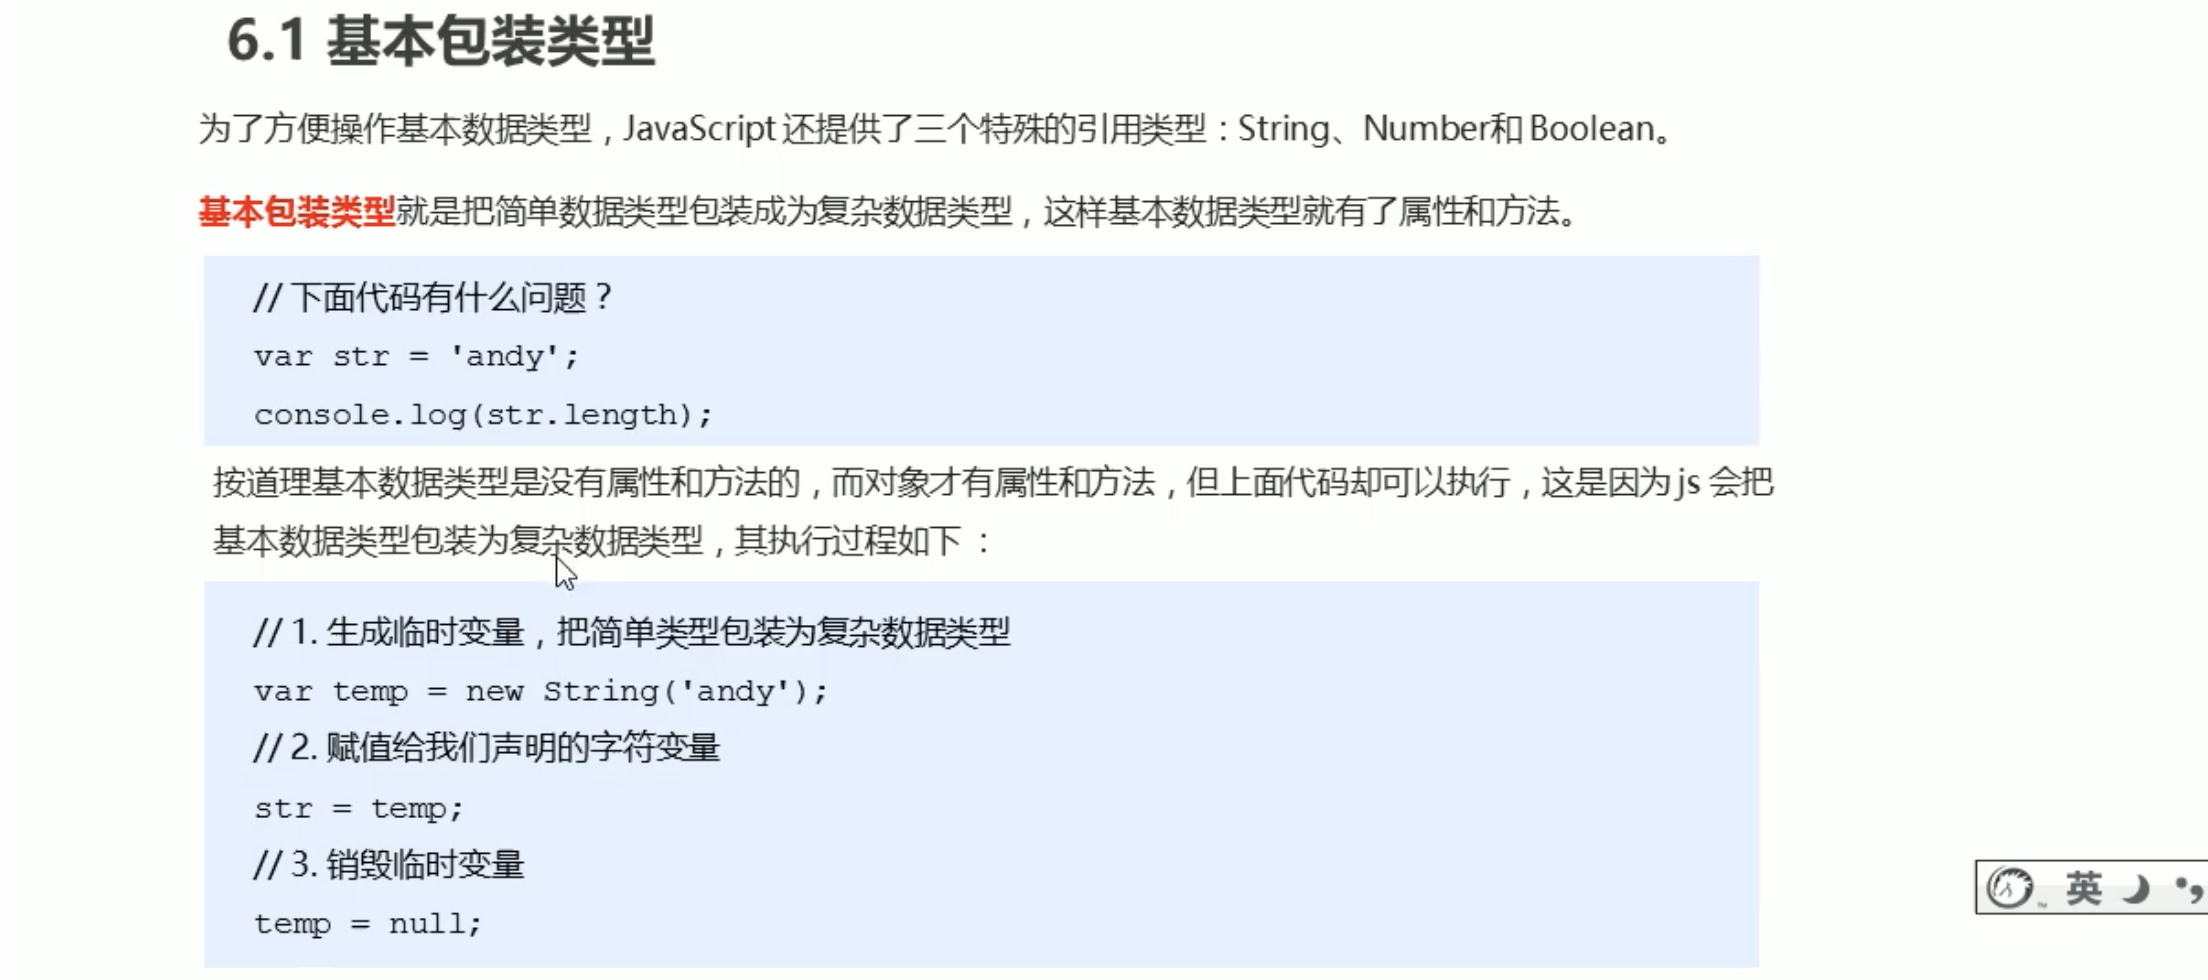 6.1 基本包装类型
为了方便操作基本数据类型，JavaScript 还提供了三个特殊的引用类型：String、Number和 Boolean。
基本包装类型就是把简单数据类型包装成为复杂数据类型，这样基本数据类型就有了属性和方法。
// 下面代码有什么问题？
var str = 'andy';
console.log(str.length);
按道理基本数据类型是没有属性和方法的，而对象才有属性和方法，但上面代码却可以执行，这是因为 js 会把
基本数据类型包装为复杂数据类型，其执行过程如下 ：
// 1. 生成临时变量，把简单类型包装为复杂数据类型
var temp = new String('andy');
// 2. 赋值给我们声明的字符变量
str = temp;
// 3. 销毁临时变量
temp = null;
英